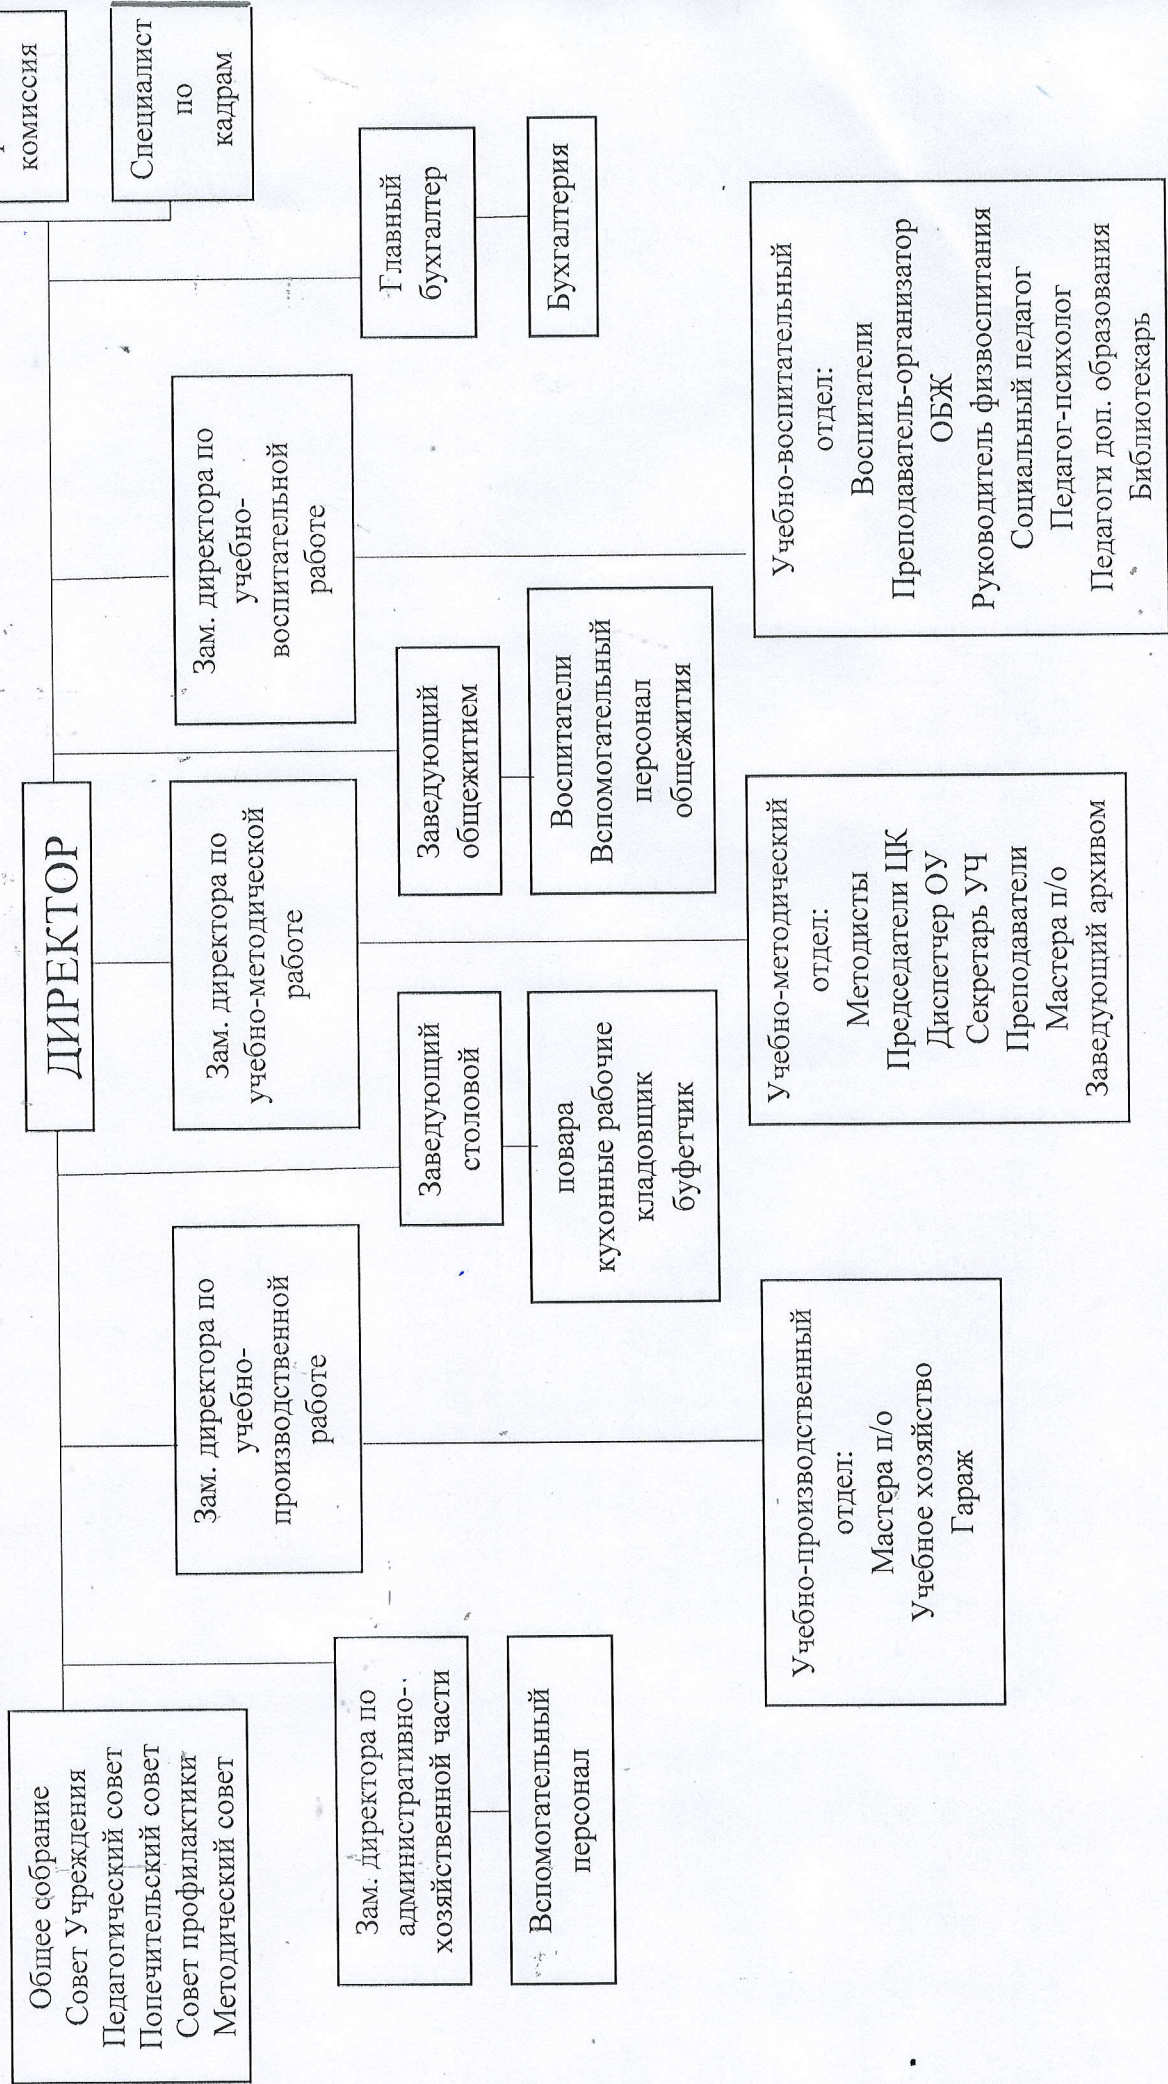 комиссия
Специалист
по
кадрам
ДИРЕКТОР
Общее собрание
Совет Учреждения
Педагогический совет
Попечительский совет
Совет профилактики
Методический совет
Зам. директора по
учебно-
производственной
работе
Зам. директора по
учебно-методической
работе
Зам. директора по
учебно-
воспитательной
работе
Зам. директора по
административно-
хозяйственной части
Заведующий
столовой
Заведующий
общежитием
Главный
бухгалтер
Вспомогательный
персонал
повара
кухонные рабочие
кладовщик
буфетчик
Воспитатели
Вспомогательный
персонал
общежития
Бухгалтерия
Учебно-производственный
отдел:
Мастера п/о
Учебное хозяйство
Гараж
Учебно-методический
отдел:
Методисты
Председатели ЦК
Диспетчер ОУ
Секретарь УЧ
Преподаватели
Мастера п/о
Заведующий архивом
Учебно-воспитательный
отдел:
Воспитатели
Преподаватель-организатор
ОБЖ
Руководитель физвоспитания
Социальный педагог
Педагог-психолог
Педагоги доп. образования
Библиотекарь